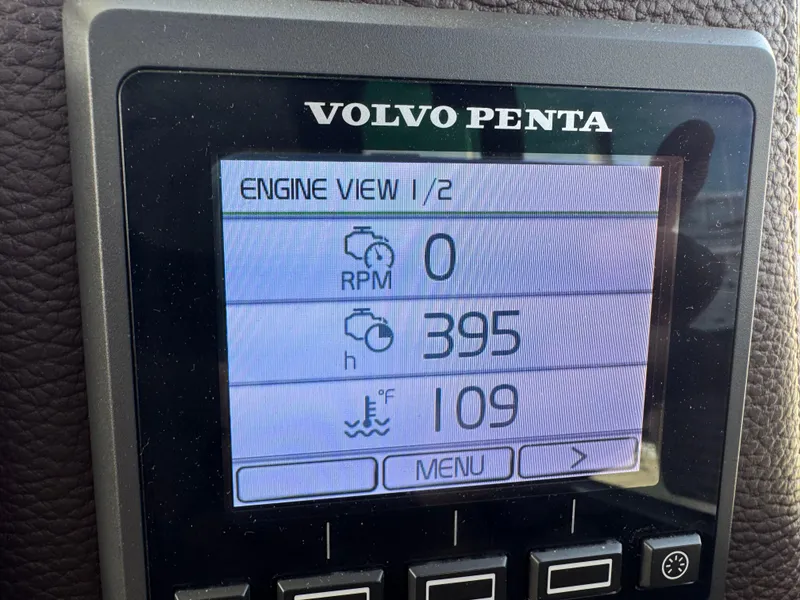 VOLVO PENTA
ENGINE VIEW 1/2
RPM 0
h 395
°F 109
MENU >